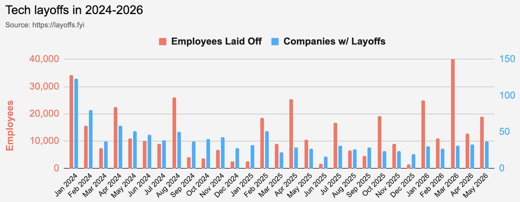 Tech layoffs in 2024-2026
Source: https://layoffs.fyi
Employees Laid Off
Companies w/ Layoffs
40,000
30,000
20,000
10,000
0
Employees
150
100
50
0
Jan 2024
Feb 2024
Mar 2024
Apr 2024
May 2024
Jun 2024
Jul 2024
Aug 2024
Sep 2024
Oct 2024
Nov 2024
Dec 2024
Jan 2025
Feb 2025
Mar 2025
Apr 2025
May 2025
Jun 2025
Jul 2025
Aug 2025
Sep 2025
Oct 2025
Nov 2025
Dec 2025
Jan 2026
Feb 2026
Mar 2026
Apr 2026
May 2026